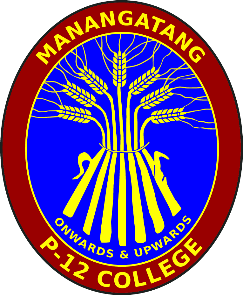 MANANGATANG
ONWARDS & UPWARDS
P-12 COLLEGE